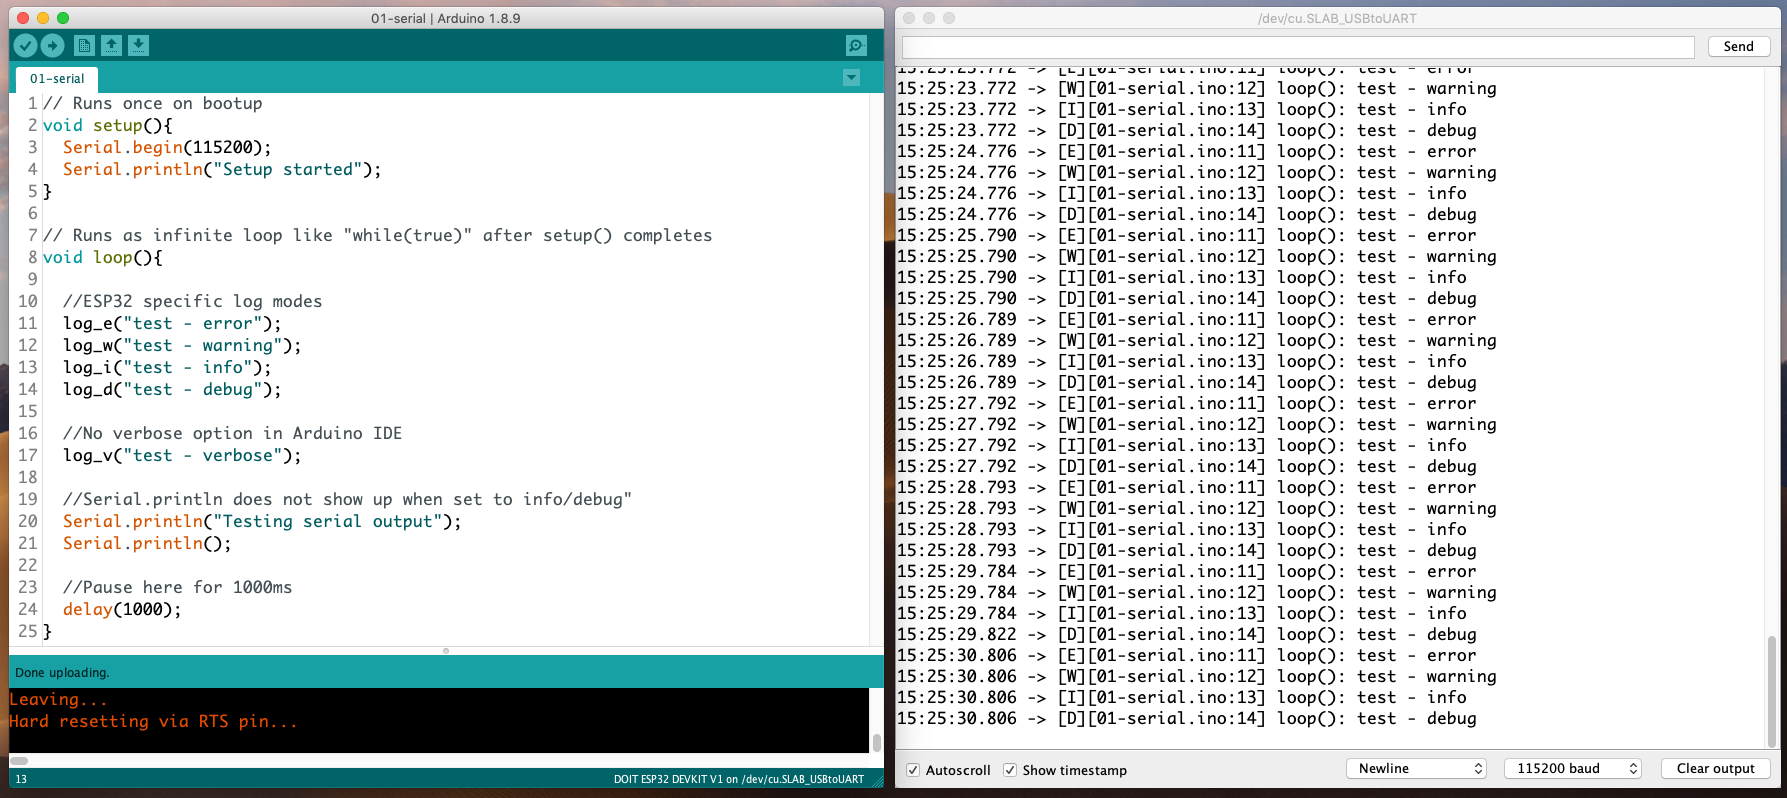 01-serial | Arduino 1.8.9
01-serial
1 // Runs once on bootup
2 void setup(){
3   Serial.begin(115200);
4   Serial.println("Setup started");
5 }
6
7 // Runs as infinite loop like "while(true)" after setup() completes
8 void loop(){
9
10   //ESP32 specific log modes
11   log_e("test - error");
12   log_w("test - warning");
13   log_i("test - info");
14   log_d("test - debug");
15
16   //No verbose option in Arduino IDE
17   log_v("test - verbose");
18
19   //Serial.println does not show up when set to info/debug"
20   Serial.println("Testing serial output");
21   Serial.println();
22
23   //Pause here for 1000ms
24   delay(1000);
25 }
Done uploading.
Leaving...
Hard resetting via RTS pin...
13
DOIT ESP32 DEVKIT V1 on /dev/cu.SLAB_USBtoUART
/dev/cu.SLAB_USBtoUART
Send
15:25:23.772 -> [E][01-serial.ino:11] loop(): test - error
15:25:23.772 -> [W][01-serial.ino:12] loop(): test - warning
15:25:23.772 -> [I][01-serial.ino:13] loop(): test - info
15:25:23.772 -> [D][01-serial.ino:14] loop(): test - debug
15:25:24.776 -> [E][01-serial.ino:11] loop(): test - error
15:25:24.776 -> [W][01-serial.ino:12] loop(): test - warning
15:25:24.776 -> [I][01-serial.ino:13] loop(): test - info
15:25:24.776 -> [D][01-serial.ino:14] loop(): test - debug
15:25:25.790 -> [E][01-serial.ino:11] loop(): test - error
15:25:25.790 -> [W][01-serial.ino:12] loop(): test - warning
15:25:25.790 -> [I][01-serial.ino:13] loop(): test - info
15:25:25.790 -> [D][01-serial.ino:14] loop(): test - debug
15:25:26.789 -> [E][01-serial.ino:11] loop(): test - error
15:25:26.789 -> [W][01-serial.ino:12] loop(): test - warning
15:25:26.789 -> [I][01-serial.ino:13] loop(): test - info
15:25:26.789 -> [D][01-serial.ino:14] loop(): test - debug
15:25:27.792 -> [E][01-serial.ino:11] loop(): test - error
15:25:27.792 -> [W][01-serial.ino:12] loop(): test - warning
15:25:27.792 -> [I][01-serial.ino:13] loop(): test - info
15:25:27.792 -> [D][01-serial.ino:14] loop(): test - debug
15:25:28.793 -> [E][01-serial.ino:11] loop(): test - error
15:25:28.793 -> [W][01-serial.ino:12] loop(): test - warning
15:25:28.793 -> [I][01-serial.ino:13] loop(): test - info
15:25:28.793 -> [D][01-serial.ino:14] loop(): test - debug
15:25:29.784 -> [E][01-serial.ino:11] loop(): test - error
15:25:29.784 -> [W][01-serial.ino:12] loop(): test - warning
15:25:29.784 -> [I][01-serial.ino:13] loop(): test - info
15:25:29.822 -> [D][01-serial.ino:14] loop(): test - debug
15:25:30.806 -> [E][01-serial.ino:11] loop(): test - error
15:25:30.806 -> [W][01-serial.ino:12] loop(): test - warning
15:25:30.806 -> [I][01-serial.ino:13] loop(): test - info
15:25:30.806 -> [D][01-serial.ino:14] loop(): test - debug
Autoscroll
Show timestamp
Newline
115200 baud
Clear output